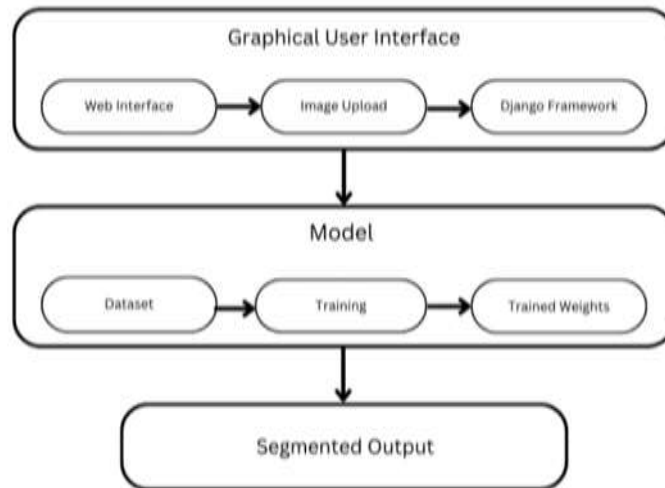 Graphical User Interface
Web Interface
Image Upload
Django Framework
Model
Dataset
Training
Trained Weights
Segmented Output